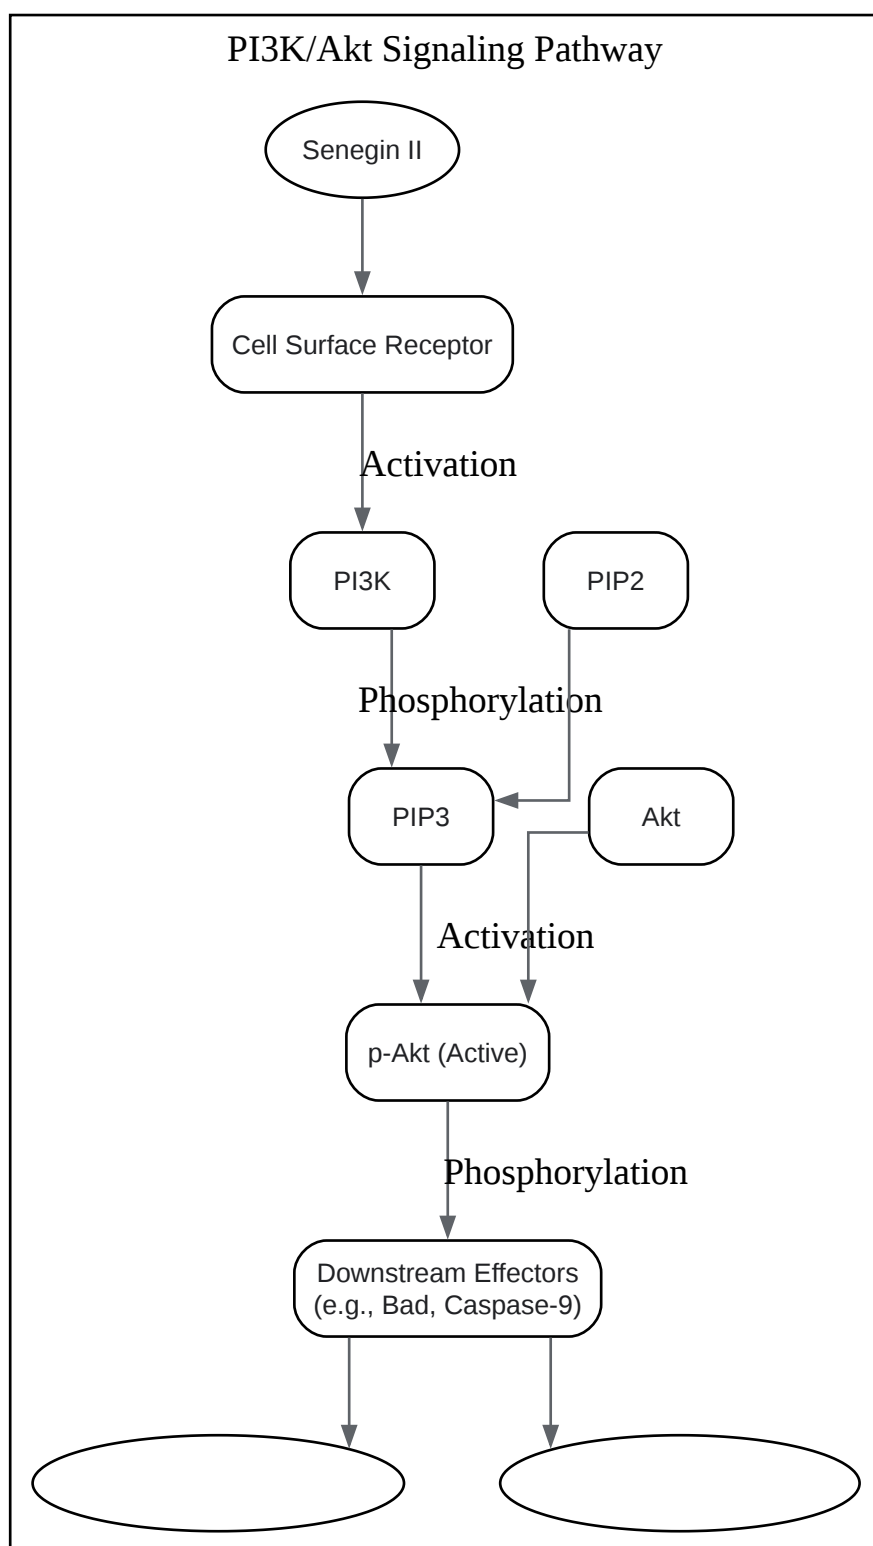 PI3K/Akt Signaling Pathway
Senegin II
Cell Surface Receptor
Activation
PI3K
PIP2
Phosphorylation
PIP3
Akt
Activation
p-Akt (Active)
Phosphorylation
Downstream Effectors
(e.g., Bad, Caspase-9)